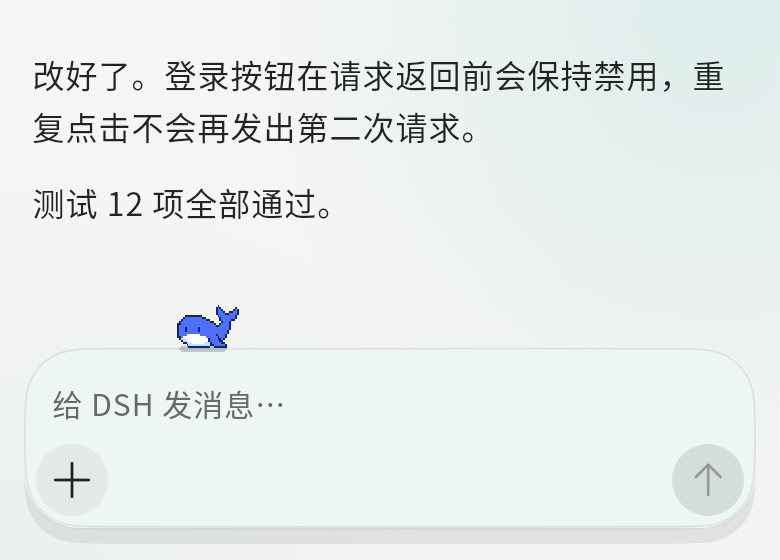 改好了。登录按钮在请求返回前会保持禁用，重
复点击不会再发出第二次请求。
测试 12 项全部通过。
给 DSH 发消息…